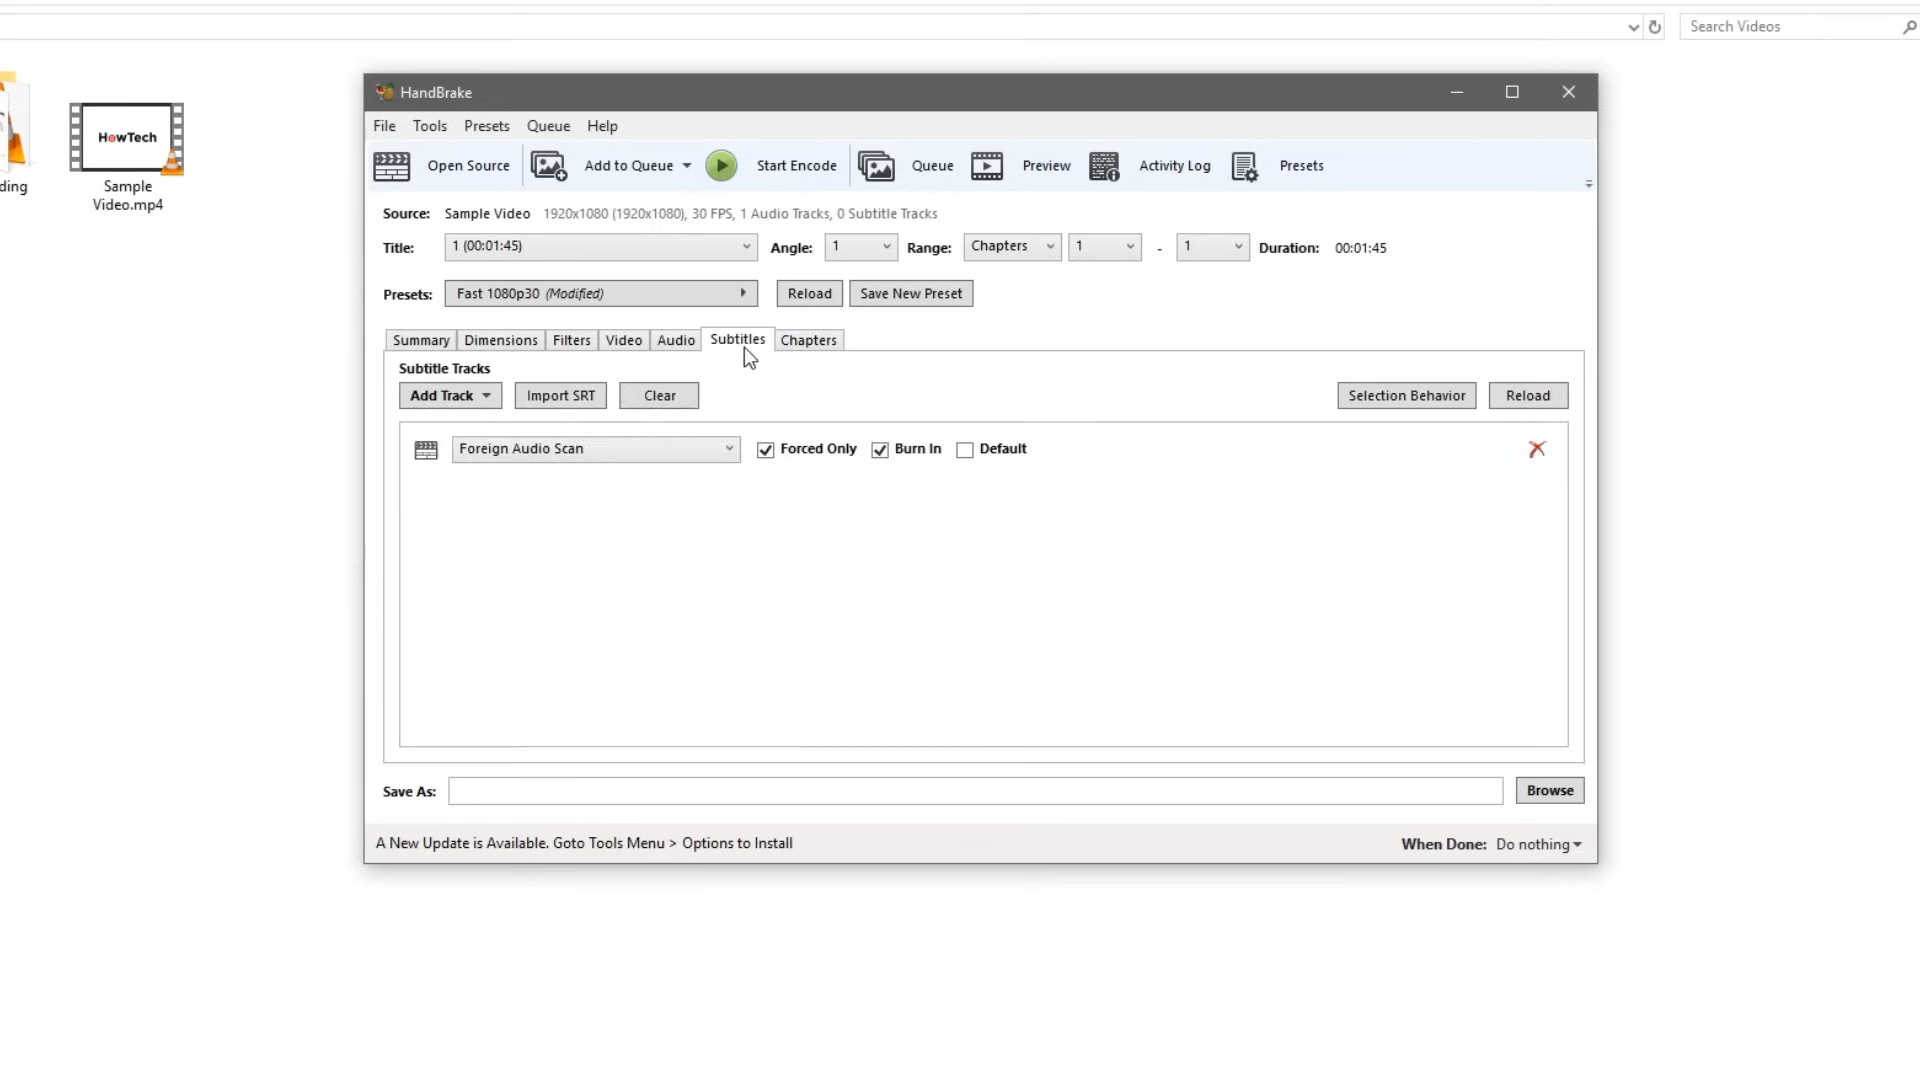 Search Videos
HowTech
ding
Sample
Video.mp4
HandBrake
File Tools Presets Queue Help
Open Source Add to Queue Start Encode Queue Preview Activity Log Presets
Source: Sample Video 1920x1080 (1920x1080), 30 FPS, 1 Audio Tracks, 0 Subtitle Tracks
Title: 1 (00:01:45) Angle: 1 Range: Chapters 1 - 1 Duration: 00:01:45
Presets: Fast 1080p30 (Modified) Reload Save New Preset
Summary Dimensions Filters Video Audio Subtitles Chapters
Subtitle Tracks
Add Track Import SRT Clear Selection Behavior Reload
Foreign Audio Scan Forced Only Burn In Default
Save As: Browse
A New Update is Available. Goto Tools Menu > Options to Install When Done: Do nothing